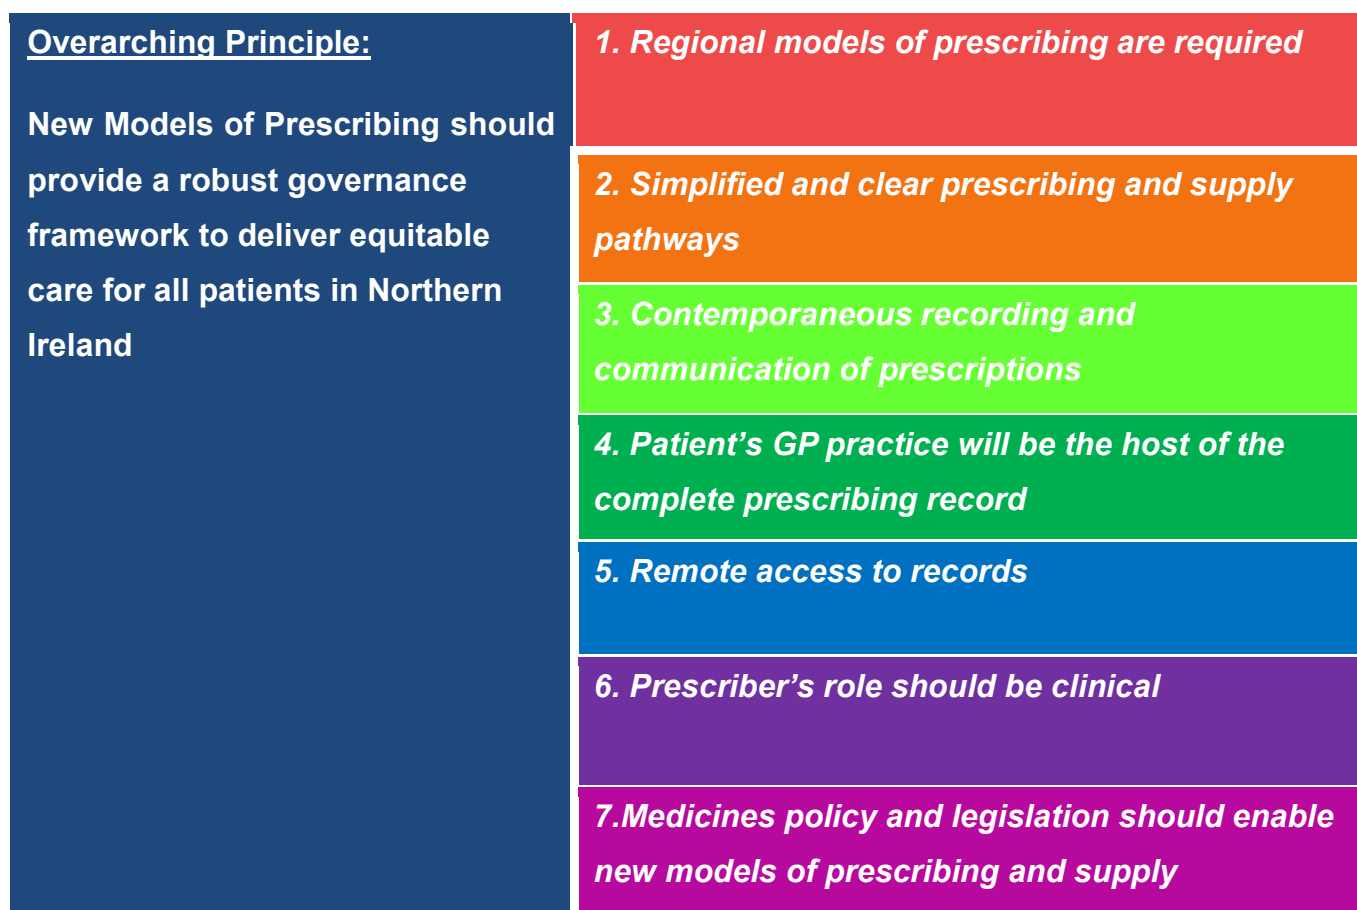 Overarching Principle:
New Models of Prescribing should
provide a robust governance
framework to deliver equitable
care for all patients in Northern
Ireland
1. Regional models of prescribing are required
2. Simplified and clear prescribing and supply
pathways
3. Contemporaneous recording and
communication of prescriptions
4. Patient’s GP practice will be the host of the
complete prescribing record
5. Remote access to records
6. Prescriber’s role should be clinical
7.Medicines policy and legislation should enable
new models of prescribing and supply